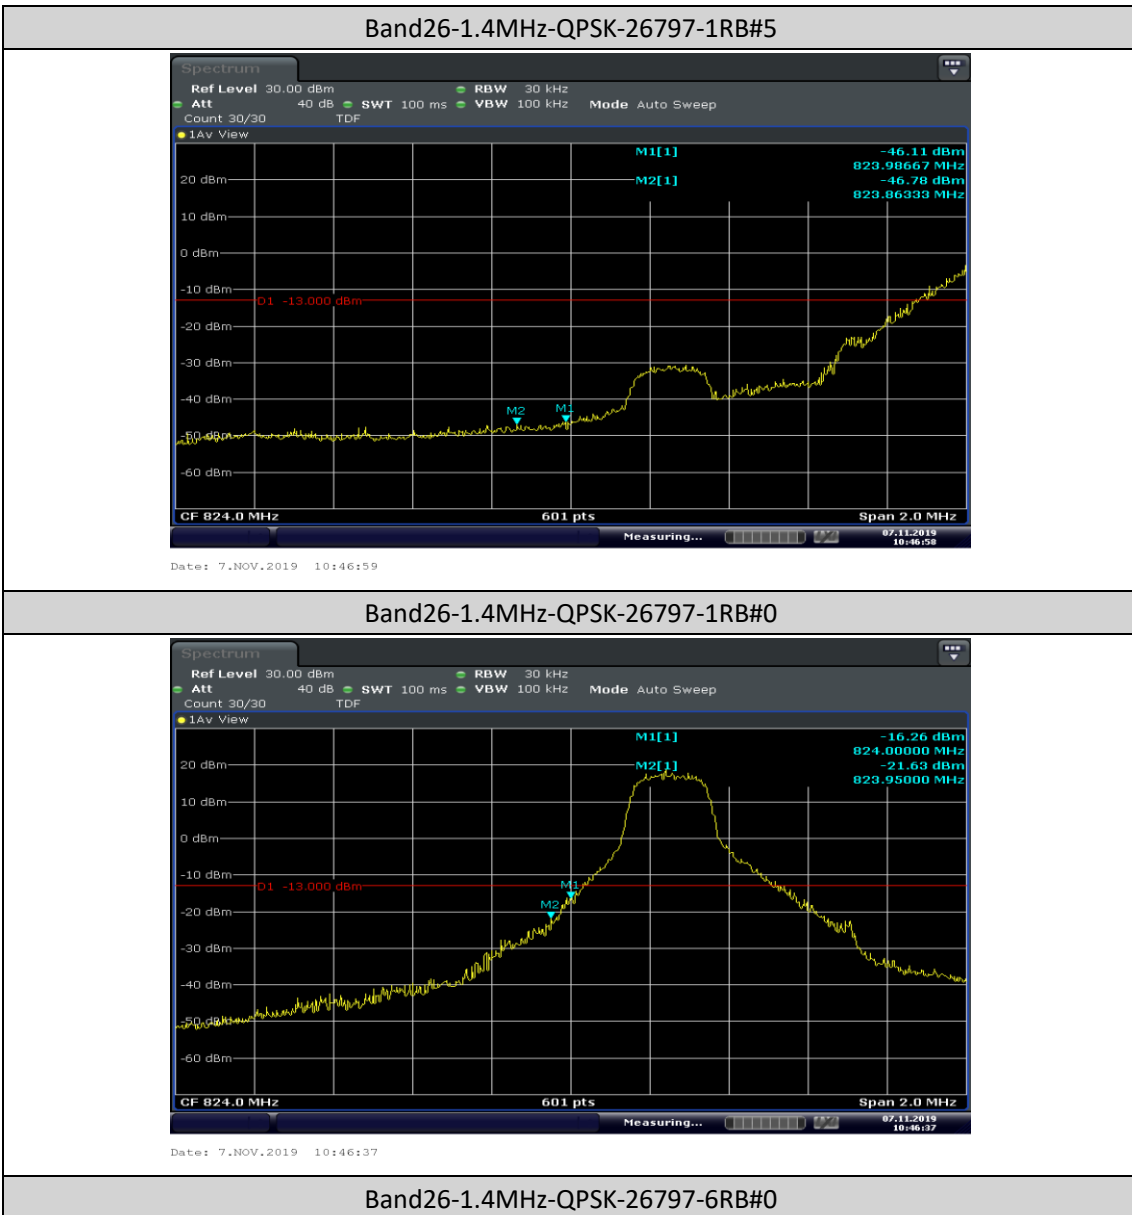 Band26-1.4MHz-QPSK-26797-1RB#5
Spectrum
Ref Level 30.00 dBm RBW 30 kHz
Att 40 dB SWT 100 ms VBW 100 kHz Mode Auto Sweep
Count 30/30 TDF
1Av View
M1[1] -46.11 dBm
823.98667 MHz
20 dBm M2[1] -46.78 dBm
823.86333 MHz
10 dBm
0 dBm
-10 dBm
D1 -13.000 dBm
-20 dBm
-30 dBm
-40 dBm
M2 M1
-50 dBm
-60 dBm
CF 824.0 MHz 601 pts Span 2.0 MHz
Measuring... 07.11.2019
10:46:58
Date: 7.NOV.2019 10:46:59
Band26-1.4MHz-QPSK-26797-1RB#0
Spectrum
Ref Level 30.00 dBm RBW 30 kHz
Att 40 dB SWT 100 ms VBW 100 kHz Mode Auto Sweep
Count 30/30 TDF
1Av View
M1[1] -16.26 dBm
824.00000 MHz
20 dBm M2[1] -21.63 dBm
823.95000 MHz
10 dBm
0 dBm
-10 dBm
D1 -13.000 dBm M1
-20 dBm M2
-30 dBm
-40 dBm
-50 dBm
-60 dBm
CF 824.0 MHz 601 pts Span 2.0 MHz
Measuring... 07.11.2019
10:46:37
Date: 7.NOV.2019 10:46:37
Band26-1.4MHz-QPSK-26797-6RB#0